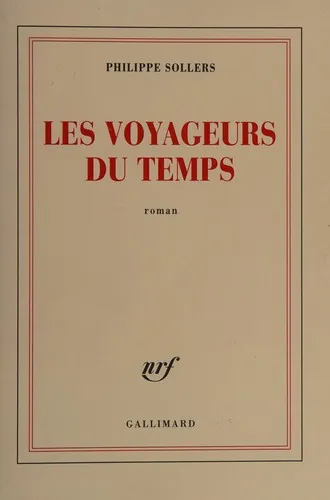 PHILIPPE SOLLERS
LES VOYAGEURS
DU TEMPS
roman
nrf
GALLIMARD